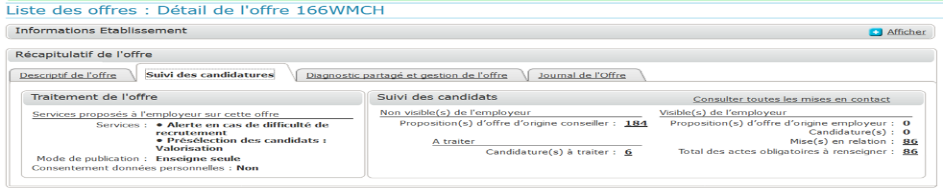 Liste des offres : Détail de l'offre 166WMCH
Informations Etablissement
Afficher
Récapitulatif de l'offre
Descriptif de l'offre
Suivi des candidatures
Diagnostic partagé et gestion de l'offre
Journal de l'Offre
Traitement de l'offre
Services proposés à l'employeur sur cette offre
Services : • Alerte en cas de difficulté de
recrutement
• Présélection des candidats :
Valorisation
Mode de publication : Enseigne seule
Consentement données personnelles : Non
Suivi des candidats
Consulter toutes les mises en contact
Non visible(s) de l'employeur
Proposition(s) d'offre d'origine conseiller : 184
A traiter
Candidature(s) à traiter : 6
Visible(s) de l'employeur
Proposition(s) d'offre d'origine employeur : 0
Candidature(s) : 0
Mise(s) en relation : 86
Total des actes obligatoires à renseigner : 86